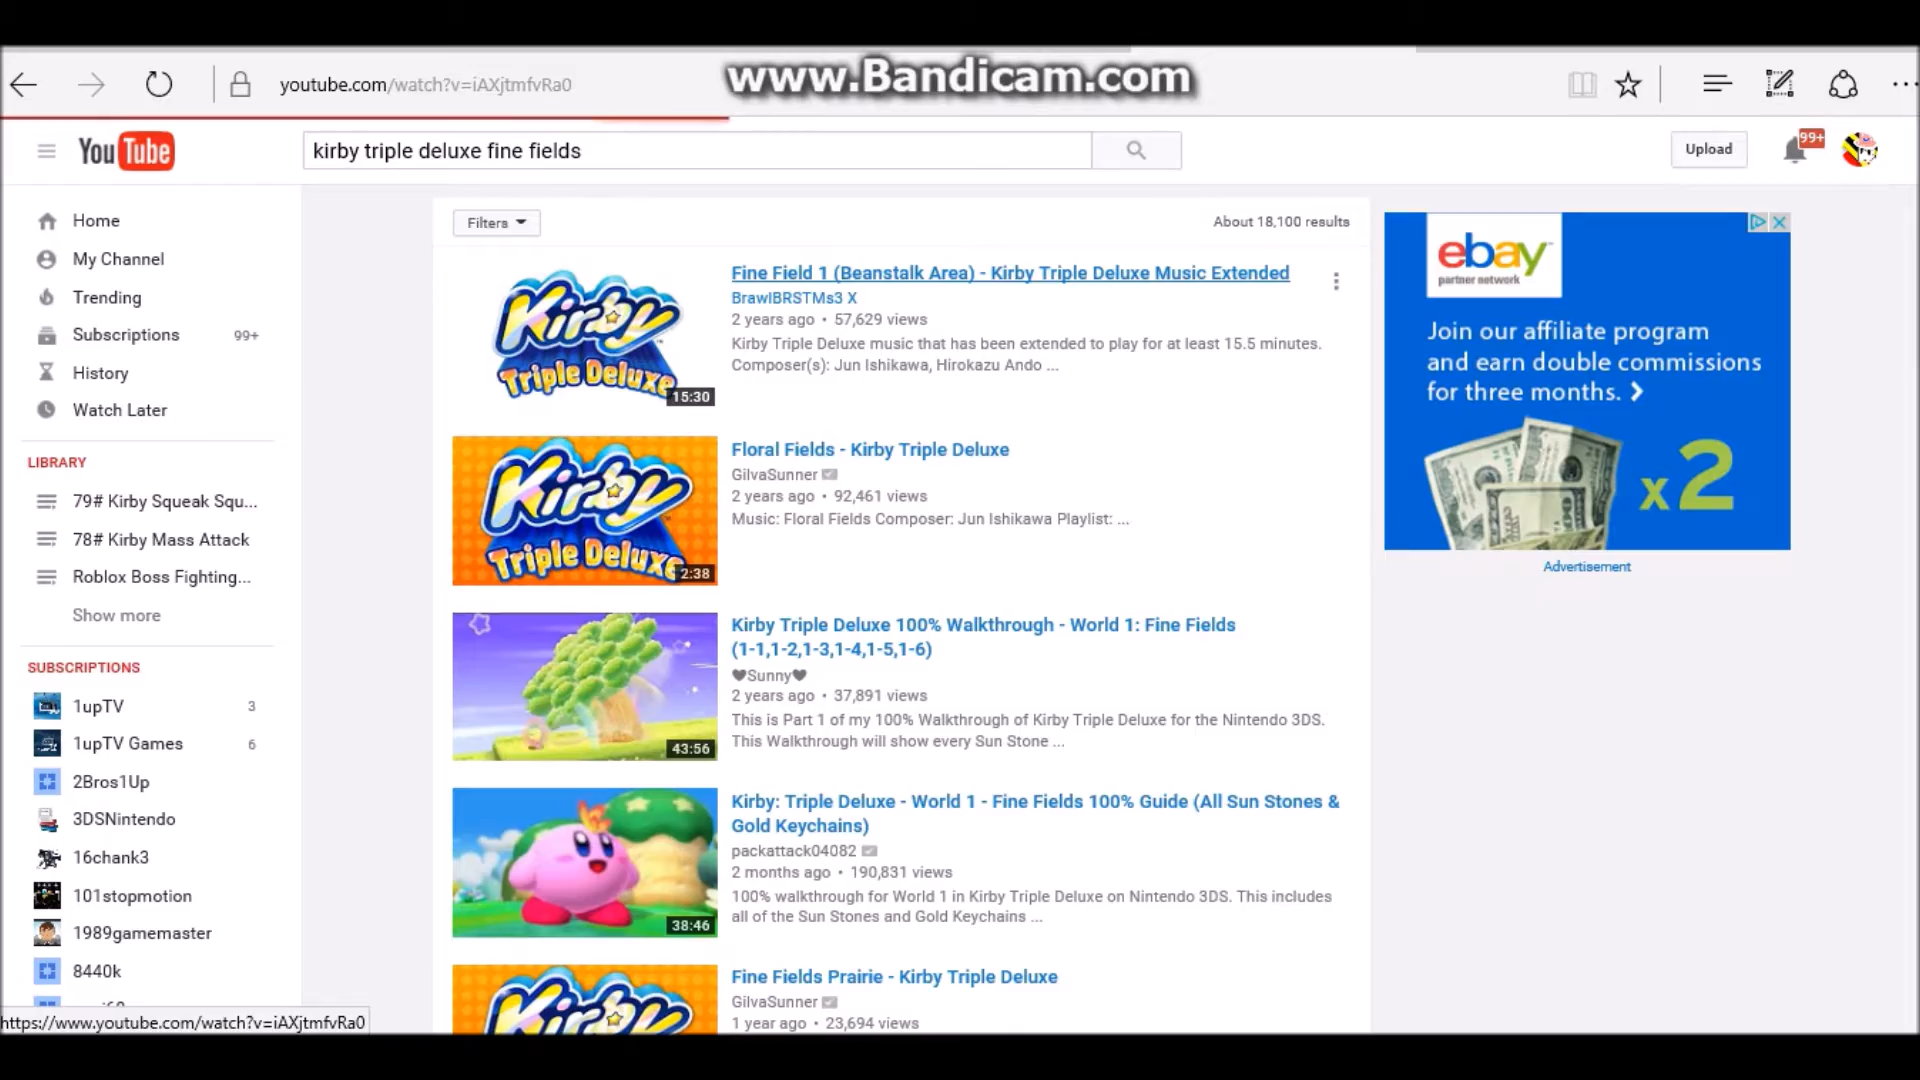 www.Bandicam.com
youtube.com/watch?v=iAXjtmfvRa0
YouTube
kirby triple deluxe fine fields
Upload
99+
Home
My Channel
Trending
Subscriptions 99+
History
Watch Later
LIBRARY
79# Kirby Squeak Squ...
78# Kirby Mass Attack
Roblox Boss Fighting...
Show more
SUBSCRIPTIONS
1upTV 3
1upTV Games 6
2Bros1Up
3DSNintendo
16chank3
101stopmotion
1989gamemaster
8440k
https://www.youtube.com/watch?v=iAXjtmfvRa0
Filters
About 18,100 results
Kirby
Triple Deluxe
15:30
Fine Field 1 (Beanstalk Area) - Kirby Triple Deluxe Music Extended
BrawlBRSTMs3 X
2 years ago • 57,629 views
Kirby Triple Deluxe music that has been extended to play for at least 15.5 minutes.
Composer(s): Jun Ishikawa, Hirokazu Ando ...
Kirby
Triple Deluxe
2:38
Floral Fields - Kirby Triple Deluxe
GilvaSunner
2 years ago • 92,461 views
Music: Floral Fields Composer: Jun Ishikawa Playlist: ...
43:56
Kirby Triple Deluxe 100% Walkthrough - World 1: Fine Fields
(1-1,1-2,1-3,1-4,1-5,1-6)
♥Sunny♥
2 years ago • 37,891 views
This is Part 1 of my 100% Walkthrough of Kirby Triple Deluxe for the Nintendo 3DS.
This Walkthrough will show every Sun Stone ...
38:46
Kirby: Triple Deluxe - World 1 - Fine Fields 100% Guide (All Sun Stones &
Gold Keychains)
packattack04082
2 months ago • 190,831 views
100% walkthrough for World 1 in Kirby Triple Deluxe on Nintendo 3DS. This includes
all of the Sun Stones and Gold Keychains ...
Kirby
Fine Fields Prairie - Kirby Triple Deluxe
GilvaSunner
1 year ago • 23,694 views
ebay
partner network
Join our affiliate program
and earn double commissions
for three months.
x2
Advertisement